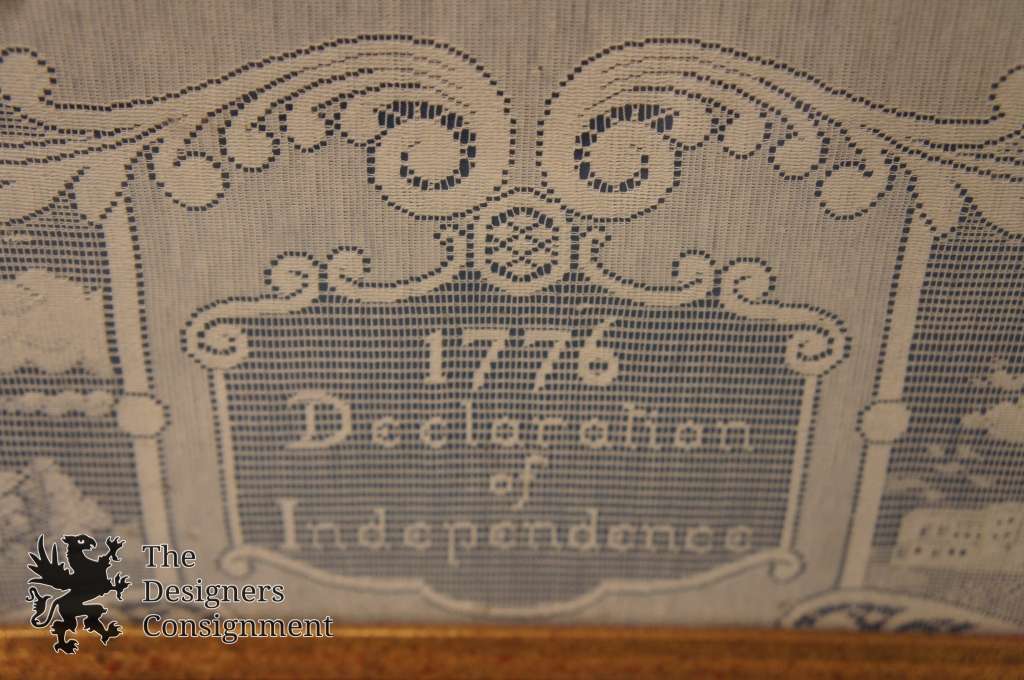 1776
Declaration
of
Independence
The
Designers
Consignment